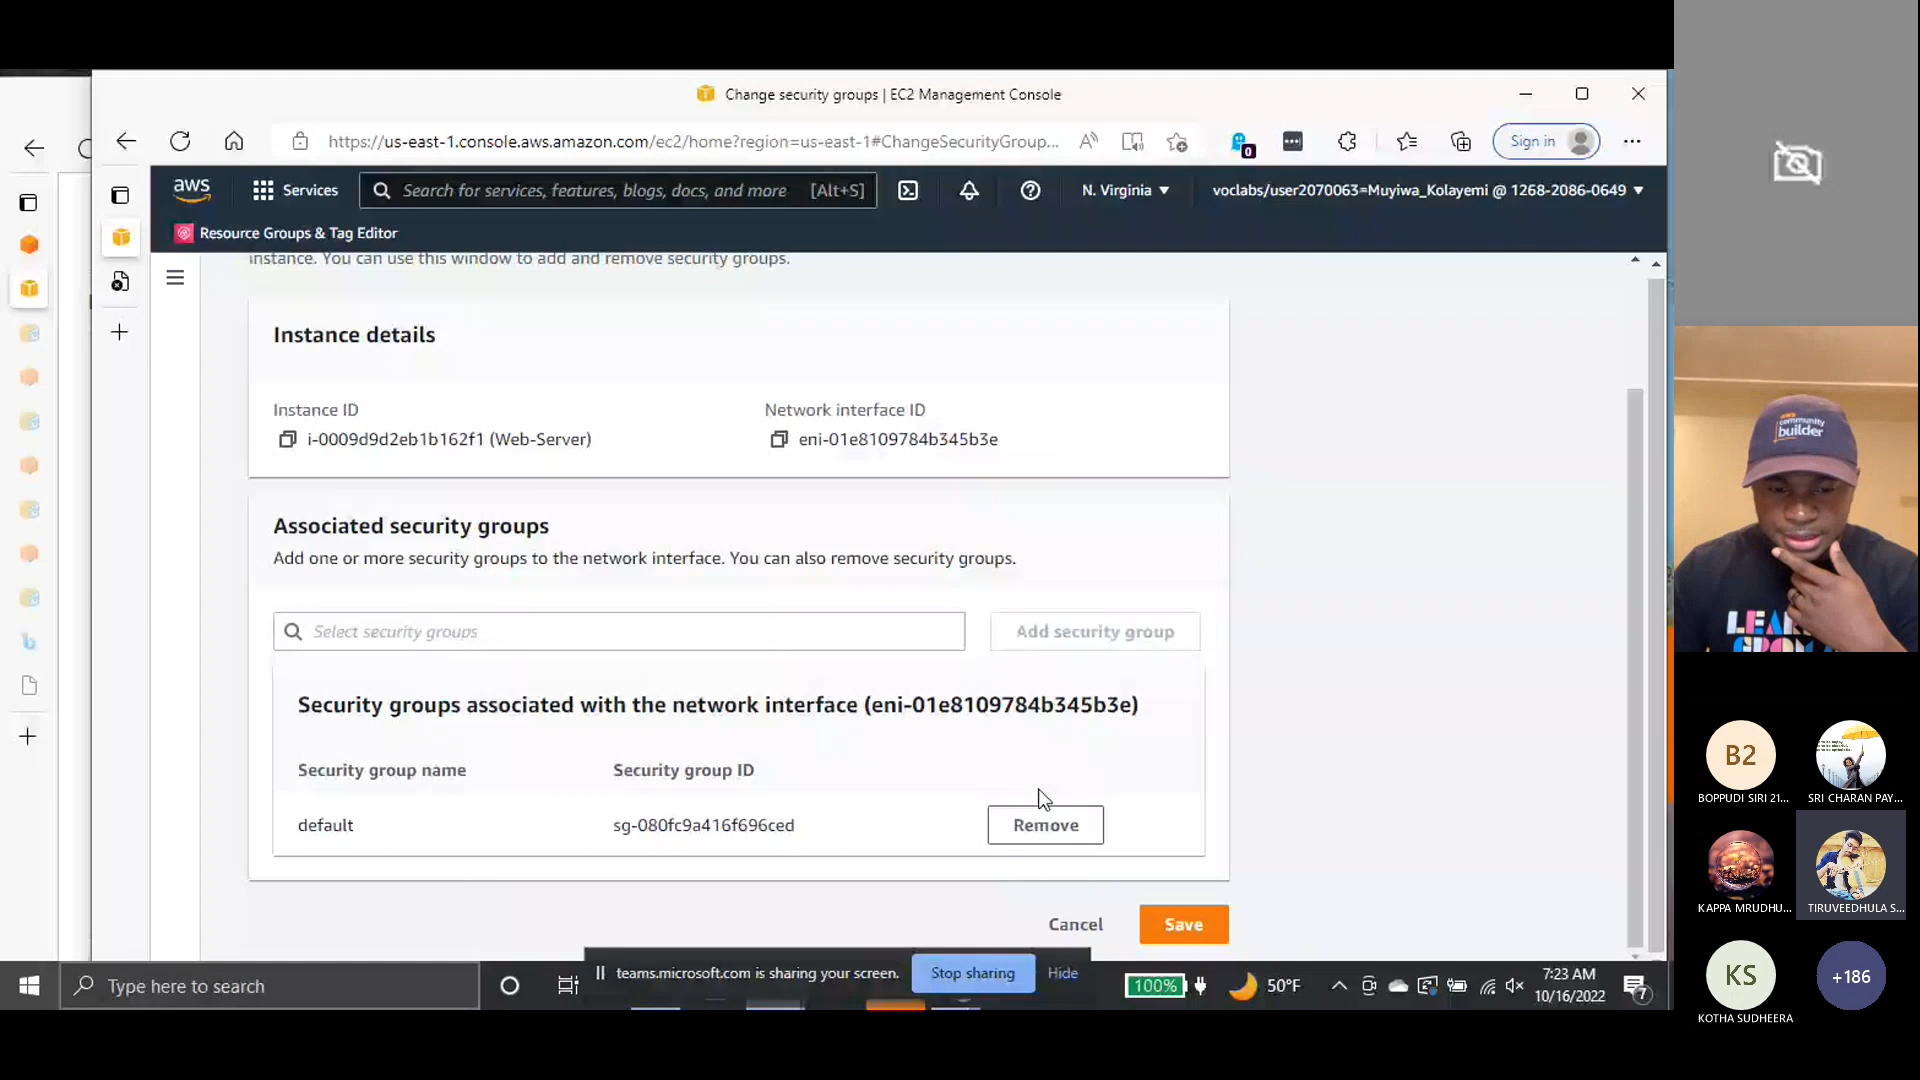 Change security groups | EC2 Management Console
https://us-east-1.console.aws.amazon.com/ec2/home?region=us-east-1#ChangeSecurityGroup...
0
Sign in
aws
Services
Search for services, features, blogs, docs, and more [Alt+S]
N. Virginia
voclabs/user2070063=Muyiwa_Kolayemi @ 1268-2086-0649
Resource Groups & Tag Editor
instance. You can use this window to add and remove security groups.
Instance details
Instance ID
Network interface ID
i-0009d9d2eb1b162f1 (Web-Server)
eni-01e8109784b345b3e
Associated security groups
Add one or more security groups to the network interface. You can also remove security groups.
Select security groups
Add security group
Security groups associated with the network interface (eni-01e8109784b345b3e)
Security group name
Security group ID
default
sg-080fc9a416f696ced
Remove
Cancel
Save
teams.microsoft.com is sharing your screen.
Stop sharing
Hide
Type here to search
100%
50°F
7:23 AM
10/16/2022
7
aws
community
builder
B2
BOPPUDI SIRI 21...
SRI CHARAN PAY...
KAPPA MRUDHU...
TIRUVEEDHULA S...
KS
KOTHA SUDHEERA
+186